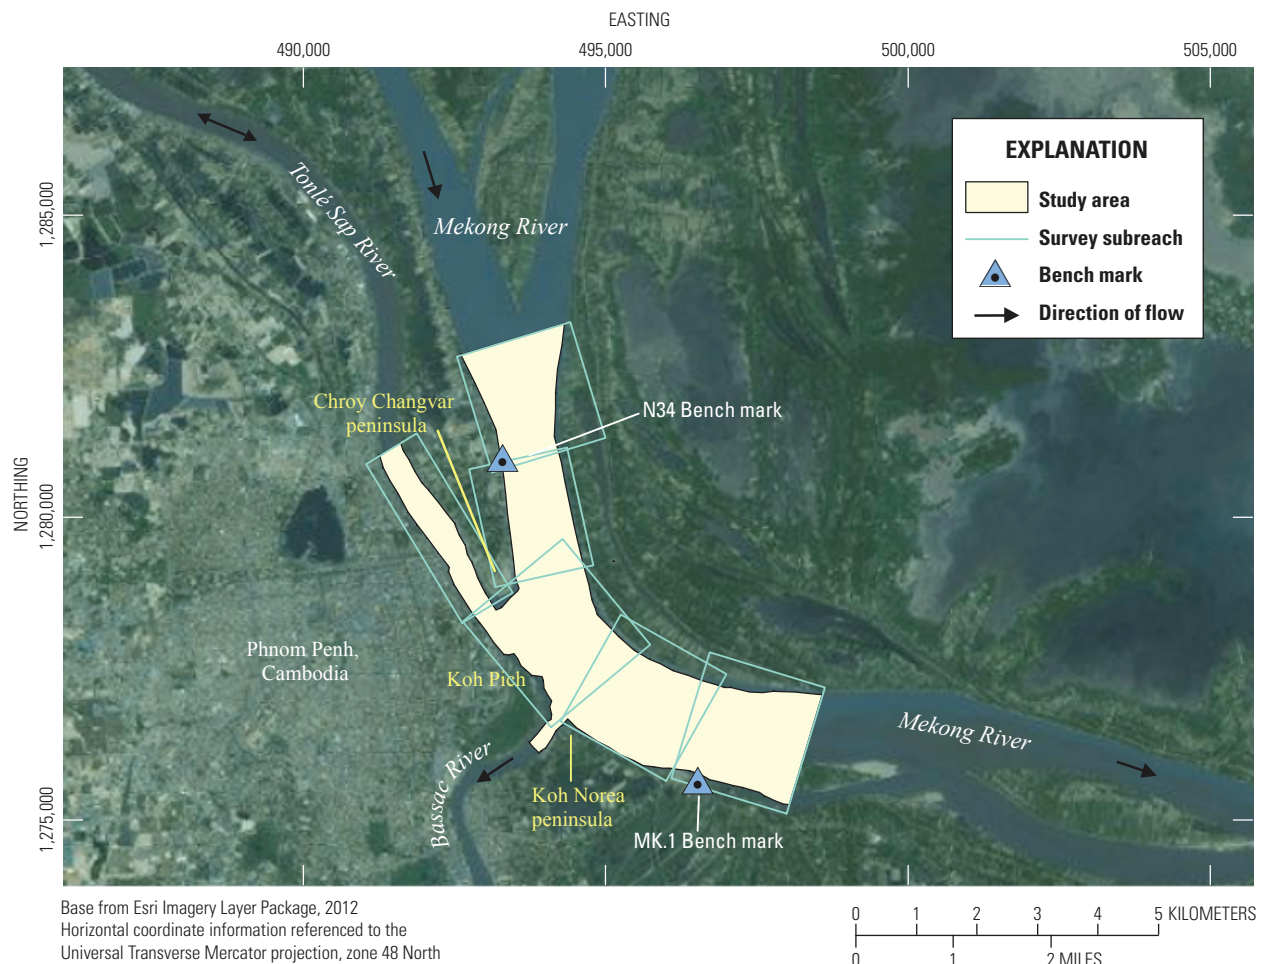 EASTING
490,000
495,000
500,000
505,000
NORTHING
1,285,000
1,280,000
1,275,000
EXPLANATION
Study area
Survey subreach
Bench mark
Direction of flow
Tonlé Sap River
Mekong River
Chroy Changvar
peninsula
N34 Bench mark
Phnom Penh,
Cambodia
Koh Pich
Bassac River
Koh Norea
peninsula
MK.1 Bench mark
Mekong River
Base from Esri Imagery Layer Package, 2012
Horizontal coordinate information referenced to the
Universal Transverse Mercator projection, zone 48 North
0 1 2 3 4 5 KILOMETERS
0 1 2 MILES